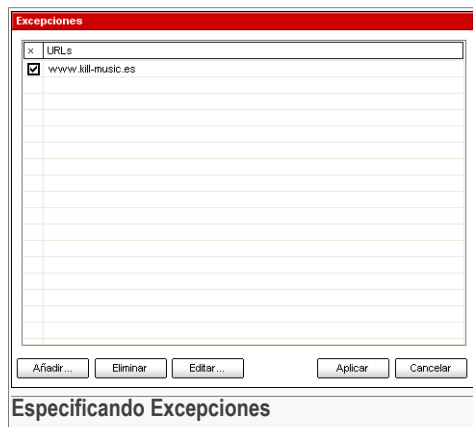 Excepciones
× URLs
www.kill-music.es
Añadir... Eliminar Editar... Aplicar Cancelar
Especificando Excepciones